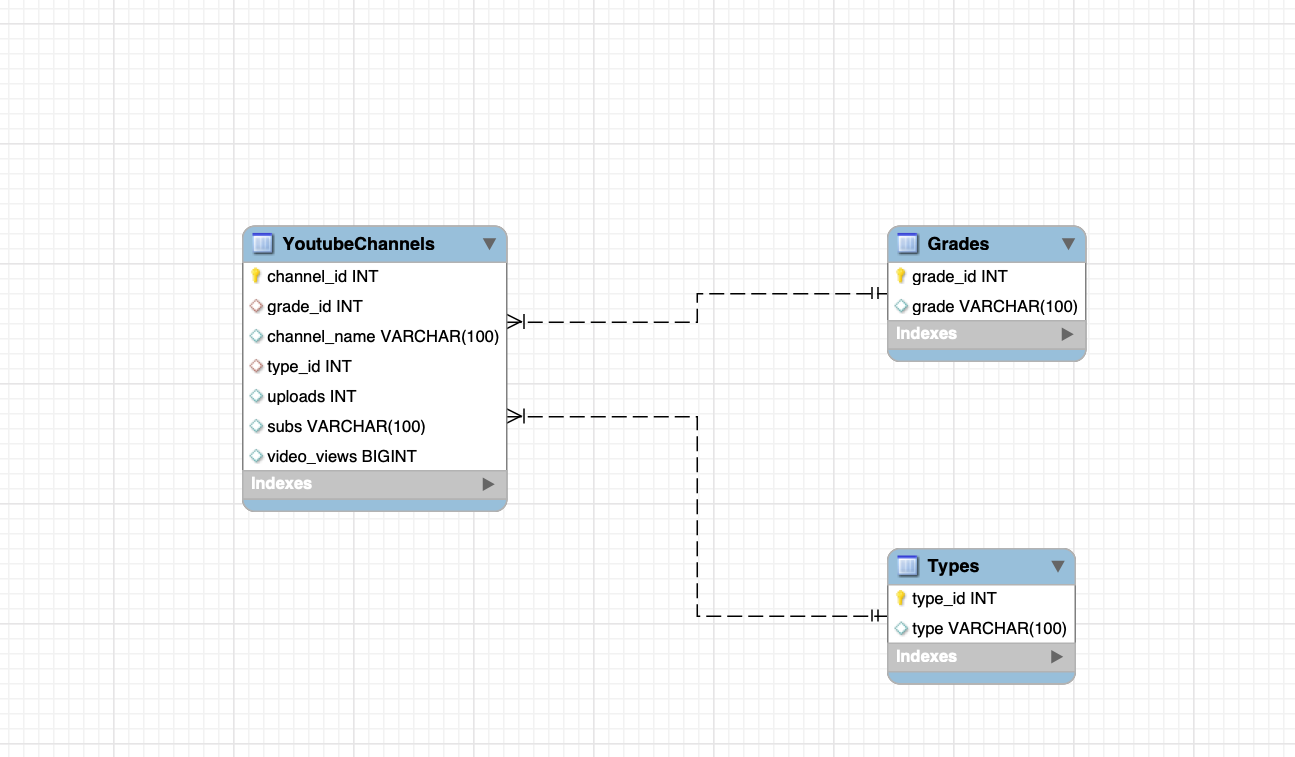 YoutubeChannels
channel_id INT
grade_id INT
channel_name VARCHAR(100)
type_id INT
uploads INT
subs VARCHAR(100)
video_views BIGINT
Indexes
Grades
grade_id INT
grade VARCHAR(100)
Indexes
Types
type_id INT
type VARCHAR(100)
Indexes